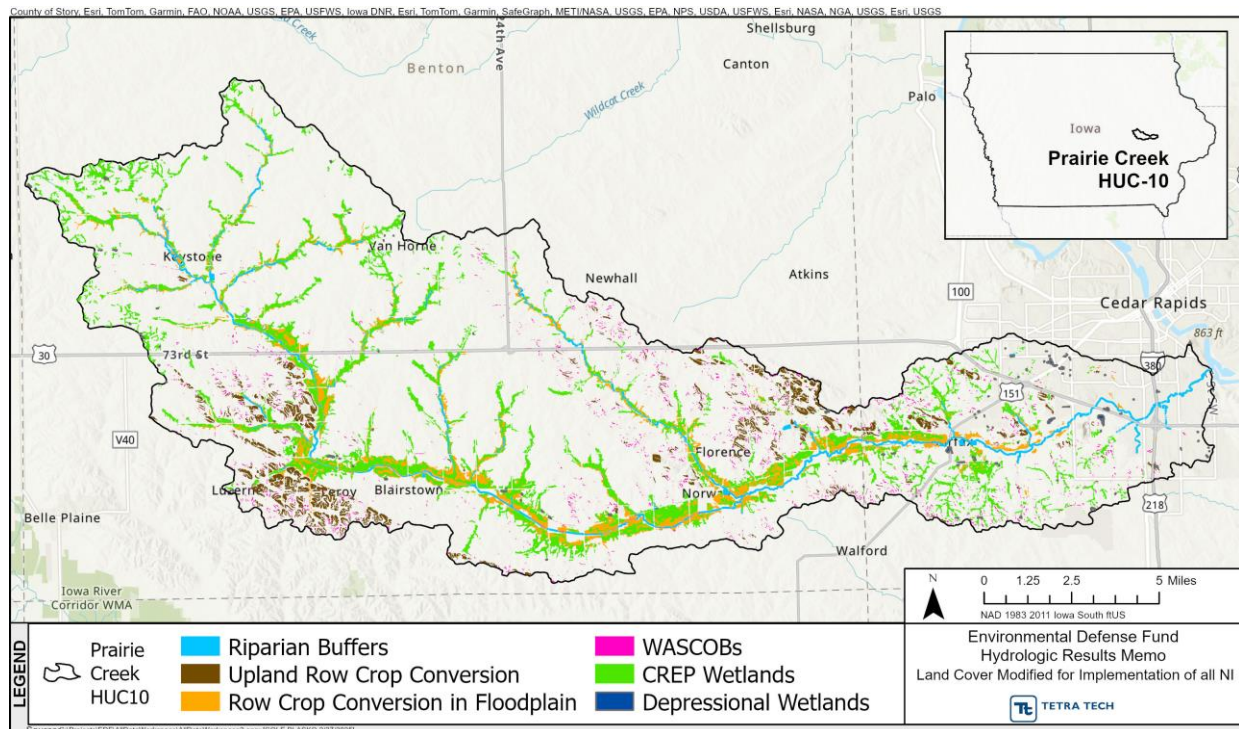 County of Story, Esri, TomTom, Garmin, FAO, NOAA, USGS, EPA, USFWS, Iowa DNR, Esri, TomTom, Garmin, SafeGraph, METI/NASA, USGS, EPA, NPS, USDA, USFWS, Esri, NASA, NGA, USGS, Esri, USGS
Shellsburg
Canton
Benton
24th Ave
Wildcat Creek
Palo
Iowa
Prairie Creek
HUC-10
Van Horne
Keystone
Newhall
Atkins
100
Cedar Rapids
863 ft
30
73rd St
380
151
V40
Florence
Luzerne
Leroy
Blairstown
Belle Plaine
218
Walford
Iowa River
Corridor WMA
N
0 1.25 2.5 5 Miles
NAD 1983 2011 Iowa South ftUS
LEGEND
Prairie
Creek
HUC10
Riparian Buffers
Upland Row Crop Conversion
Row Crop Conversion in Floodplain
WASCOBs
CREP Wetlands
Depressional Wetlands
Environmental Defense Fund
Hydrologic Results Memo
Land Cover Modified for Implementation of all NI
Tt TETRA TECH